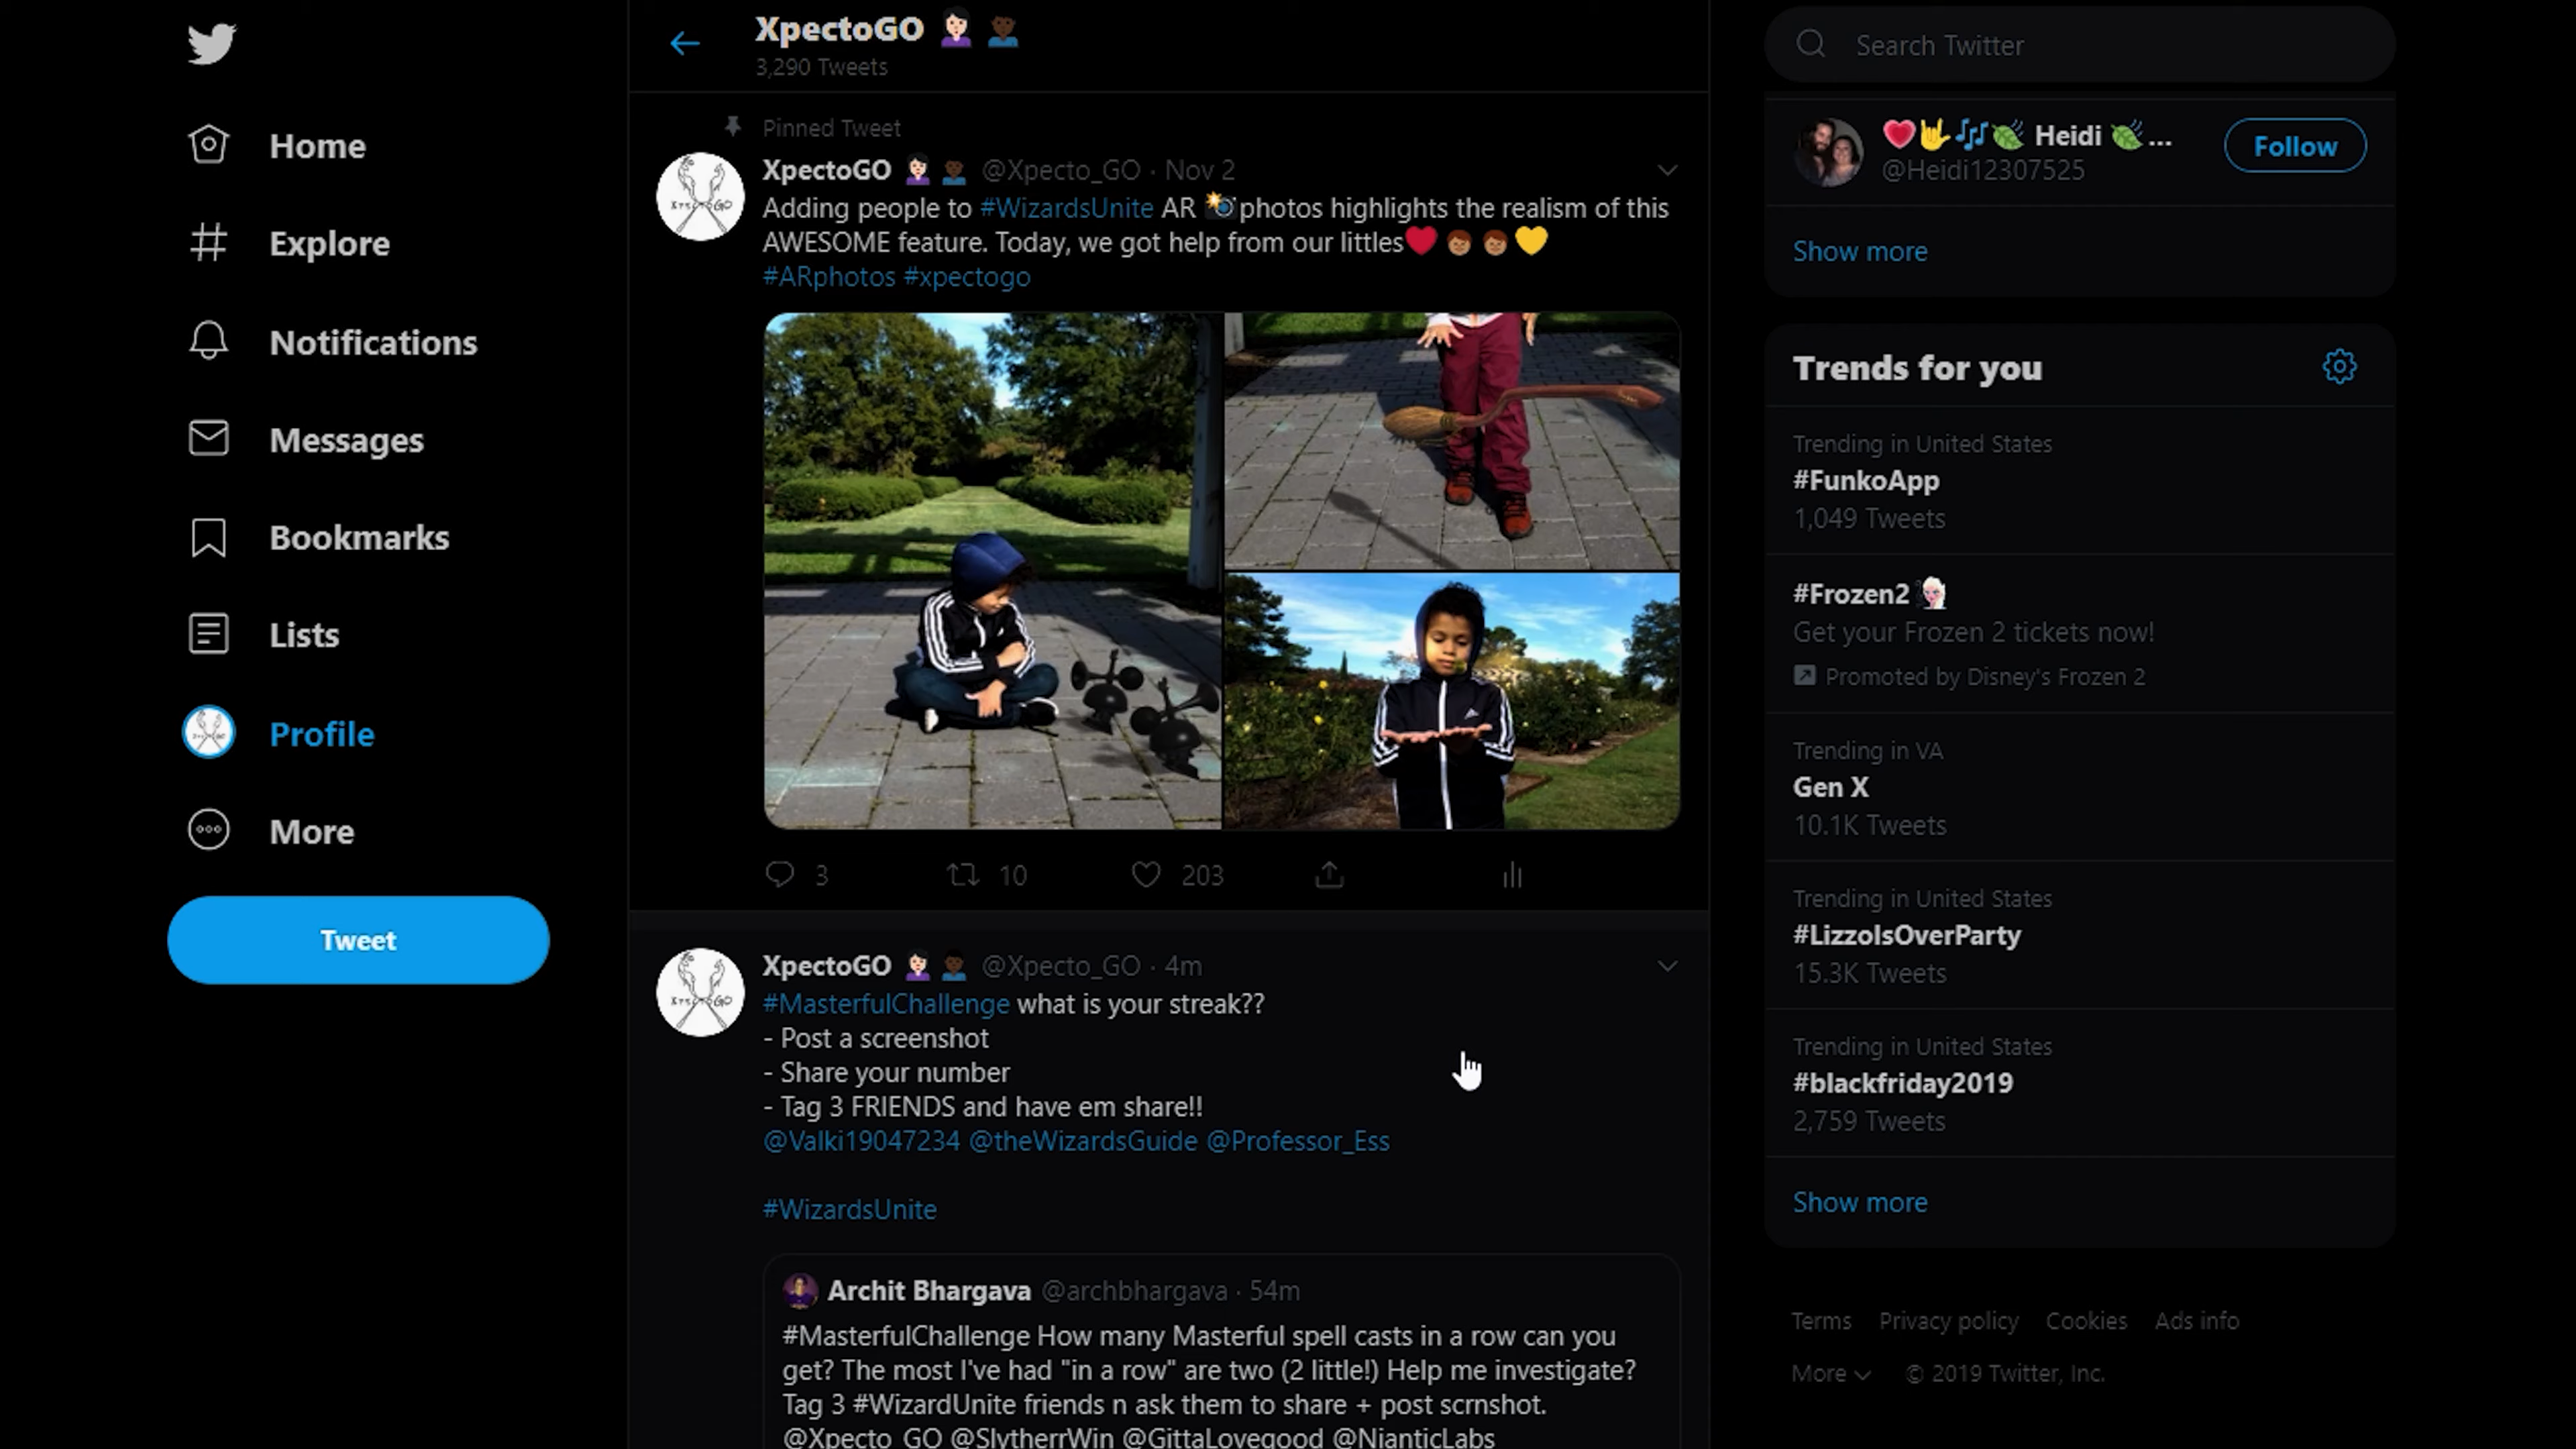 Home
Explore
Notifications
Messages
Bookmarks
Lists
Profile
More
Tweet
XpectoGO
3,290 Tweets
Pinned Tweet
XpectoGO @Xpecto_GO · Nov 2
Adding people to #WizardsUnite AR 📸photos highlights the realism of this
AWESOME feature. Today, we got help from our littles❤️ 👦🏽 👦🏽 💛
#ARphotos #xpectogo
3 10 203
XpectoGO @Xpecto_GO · 4m
#MasterfulChallenge what is your streak??
- Post a screenshot
- Share your number
- Tag 3 FRIENDS and have em share!!
@Valki19047234 @theWizardsGuide @Professor_Ess
#WizardsUnite
Archit Bhargava @archbhargava · 54m
#MasterfulChallenge How many Masterful spell casts in a row can you
get? The most I've had "in a row" are two (2 little!) Help me investigate?
Tag 3 #WizardUnite friends n ask them to share + post scrnshot.
@Xpecto_GO @SlytherrWin @GittaLovegood @NianticLabs
Search Twitter
Heidi ...
@Heidi12307525
Follow
Show more
Trends for you
Trending in United States
#FunkoApp
1,049 Tweets
#Frozen2
Get your Frozen 2 tickets now!
Promoted by Disney's Frozen 2
Trending in VA
Gen X
10.1K Tweets
Trending in United States
#LizzoIsOverParty
15.3K Tweets
Trending in United States
#blackfriday2019
2,759 Tweets
Show more
Terms Privacy policy Cookies Ads info
More © 2019 Twitter, Inc.